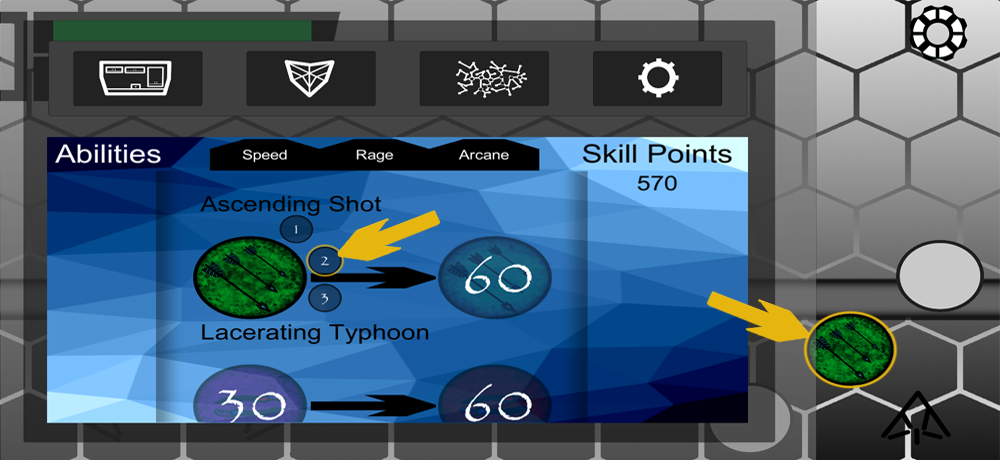 Abilities
Speed
Rage
Arcane
Skill Points
570
Ascending Shot
1
2
3
60
Lacerating Typhoon
30
60